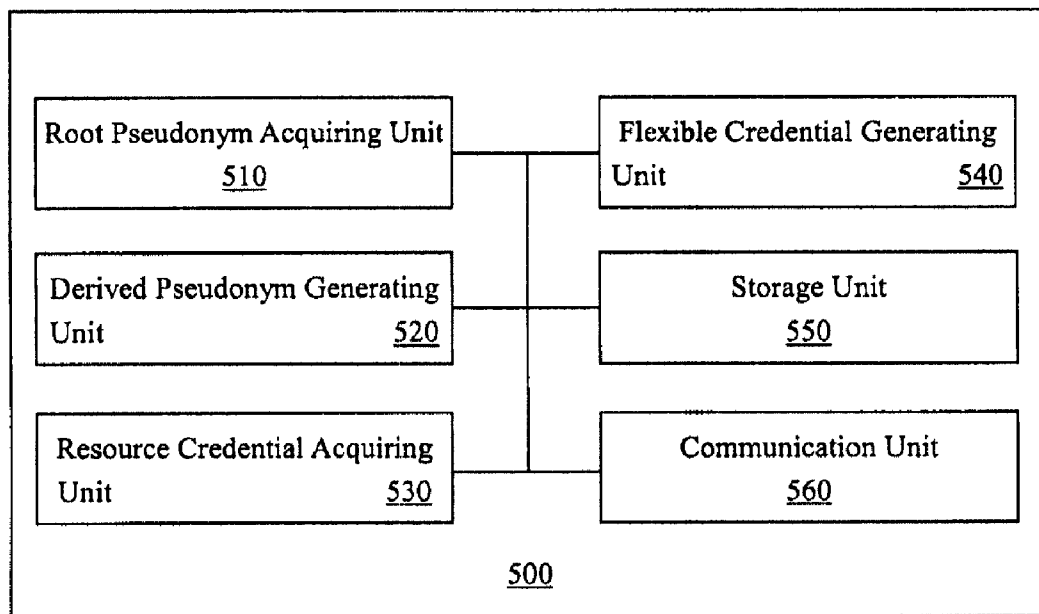 Root Pseudonym Acquiring Unit
510
Flexible Credential Generating
Unit 540
Derived Pseudonym Generating
Unit 520
Storage Unit
550
Resource Credential Acquiring
Unit 530
Communication Unit
560
500